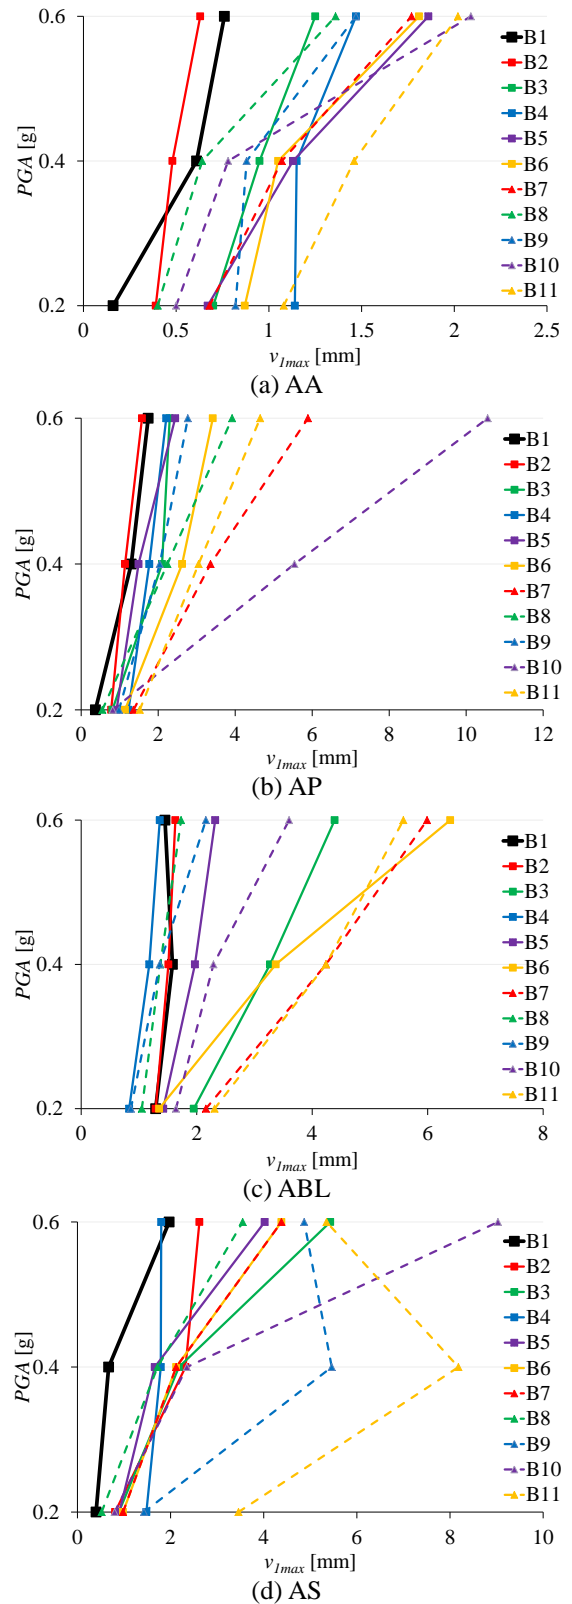 0.6
0.4
0.2
PGA [g]
0
0.5
1
1.5
2
2.5
v1max [mm]
B1
B2
B3
B4
B5
B6
B7
B8
B9
B10
B11
(a) AA
0.6
0.4
0.2
PGA [g]
0
2
4
6
8
10
12
v1max [mm]
B1
B2
B3
B4
B5
B6
B7
B8
B9
B10
B11
(b) AP
0.6
0.4
0.2
PGA [g]
0
2
4
6
8
v1max [mm]
B1
B2
B3
B4
B5
B6
B7
B8
B9
B10
B11
(c) ABL
0.6
0.4
0.2
PGA [g]
0
2
4
6
8
10
v1max [mm]
B1
B2
B3
B4
B5
B6
B7
B8
B9
B10
B11
(d) AS